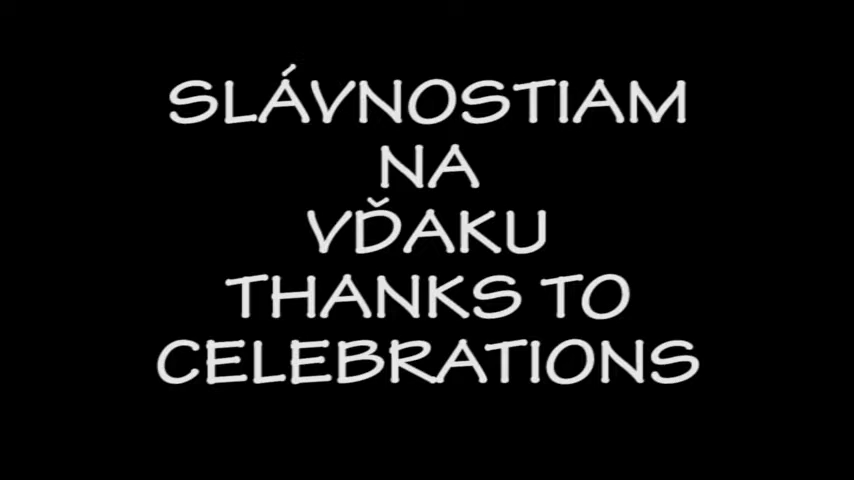 SLÁVNOSTIAM
NA
VĎAKU
THANKS TO
CELEBRATIONS